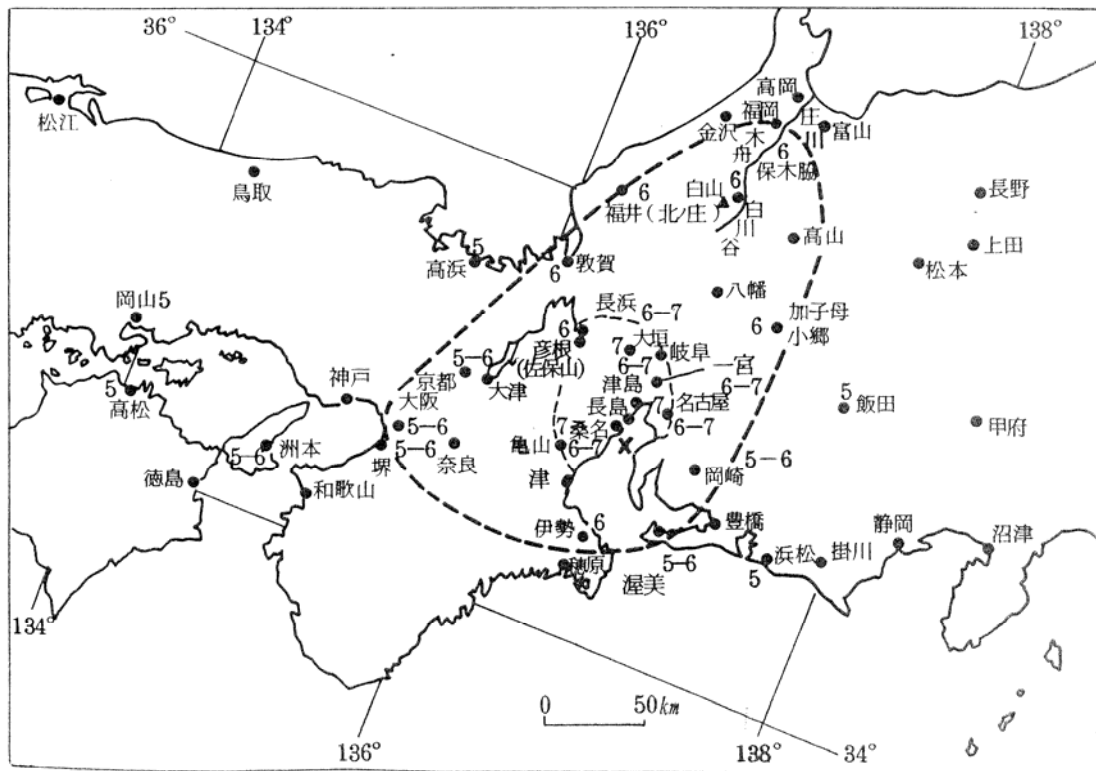 36°
134°
136°
138°
松江
鳥取
高岡
福岡
木
舟
庄
川
金沢
富山
6
保木脇
6
福井(北ノ庄)
白山
6
白
川
谷
長野
高山
上田
松本
5
高浜
6
敦賀
八幡
岡山5
長浜
6-7
6
彦根
(佐保山)
7
大垣
6-7
岐阜
加子母
6
小郷
5-6
京都
大津
一宮
津島
6-7
5
高松
神戸
大阪
5-6
長島
7
名古屋
6-7
桑名
5
飯田
甲府
7
亀山
6-7
X
5-6
洲本
5-6
堺
奈良
岡崎
5-6
徳島
和歌山
津
伊勢
6
豊橋
静岡
沼津
穂原
5-6
渥美
5
浜松
掛川
134°
0
50km
136°
138°
34°